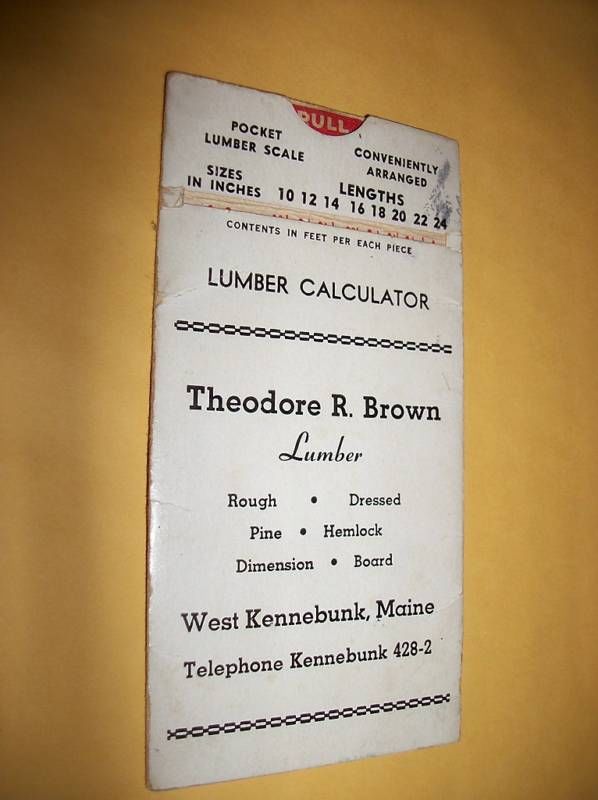 PULL
POCKET
LUMBER SCALE
CONVENIENTLY
ARRANGED
SIZES
IN INCHES
LENGTHS
10 12 14 16 18 20 22 24
CONTENTS IN FEET PER EACH PIECE
LUMBER CALCULATOR
Theodore R. Brown
Lumber
Rough • Dressed
Pine • Hemlock
Dimension • Board
West Kennebunk, Maine
Telephone Kennebunk 428-2